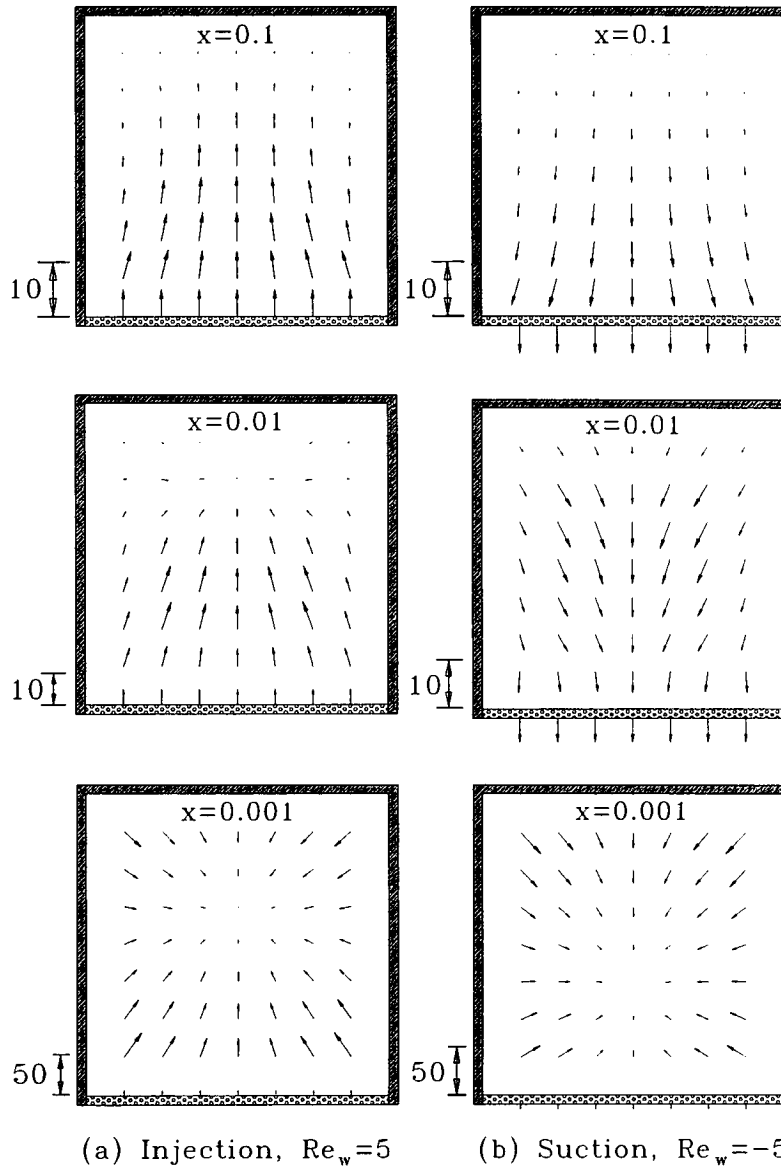 x=0.1
x=0.1
10
10
x=0.01
x=0.01
10
10
x=0.001
x=0.001
50
50
(a) Injection, Re_w=5
(b) Suction, Re_w=-5